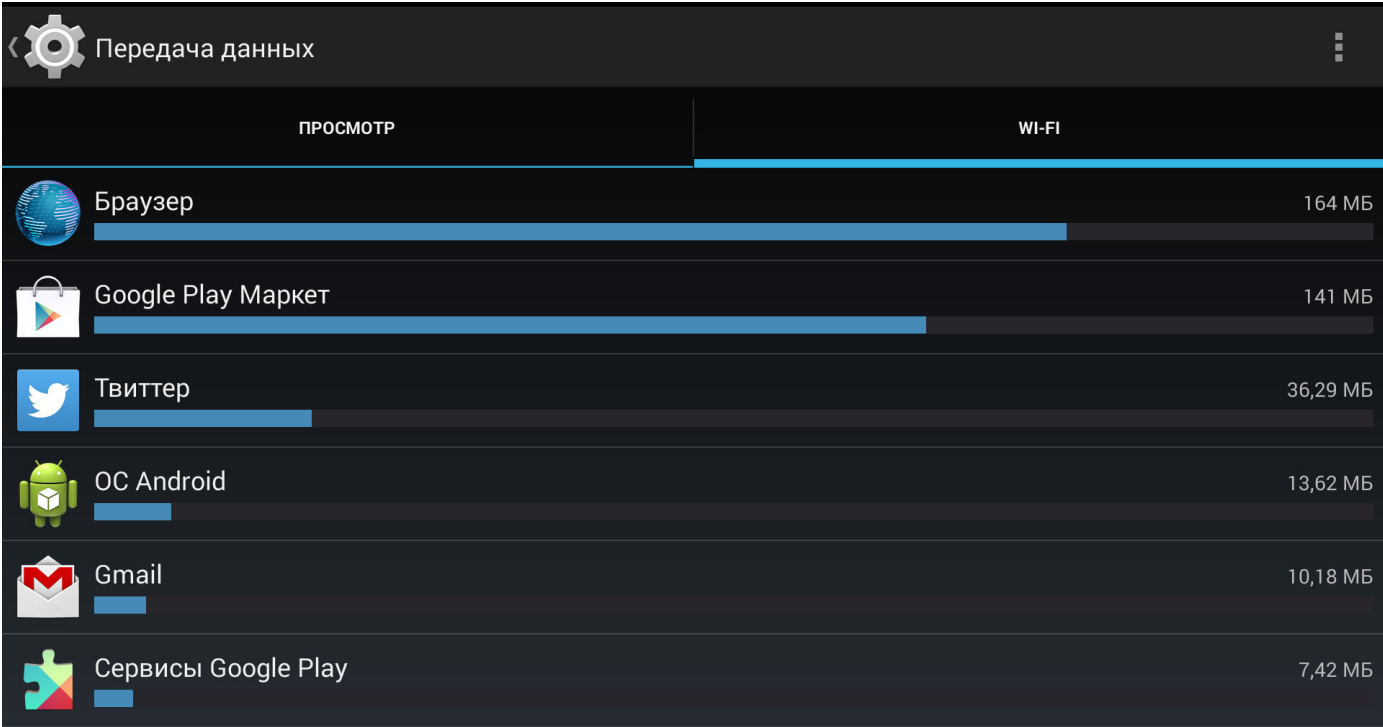 Передача данных
ПРОСМОТР
WI-FI
Браузер
164 МБ
Google Play Маркет
141 МБ
Твиттер
36,29 МБ
ОС Android
13,62 МБ
Gmail
10,18 МБ
Сервисы Google Play
7,42 МБ